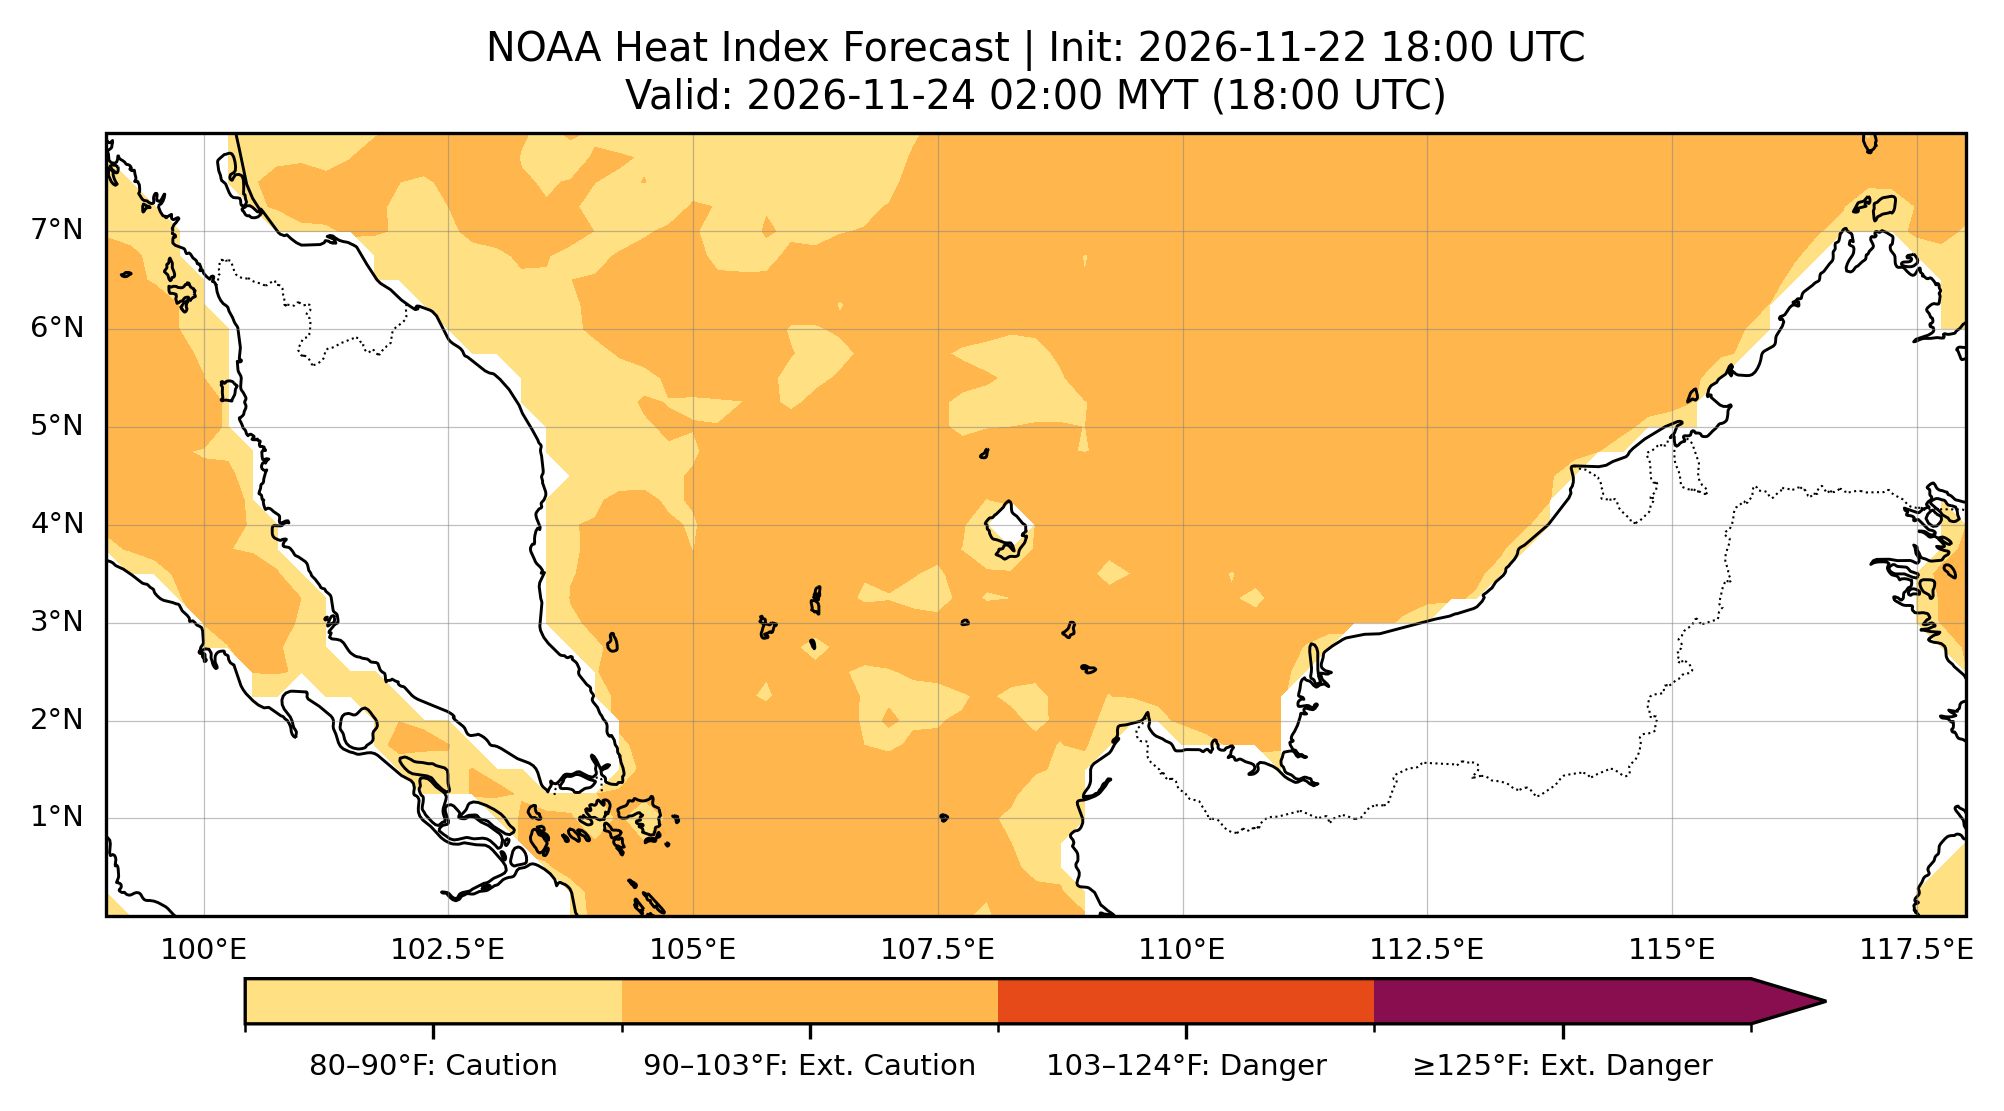 NOAA Heat Index Forecast | Init: 2026-11-22 18:00 UTC
Valid: 2026-11-24 02:00 MYT (18:00 UTC)
7°N
6°N
5°N
4°N
3°N
2°N
1°N
100°E 102.5°E 105°E 107.5°E 110°E 112.5°E 115°E 117.5°E
80–90°F: Caution 90–103°F: Ext. Caution 103–124°F: Danger ≥125°F: Ext. Danger